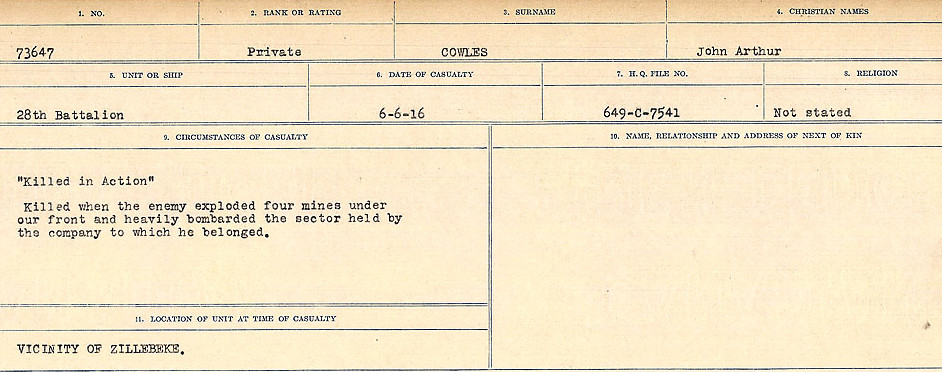 1. NO.
2. RANK OR RATING
3. SURNAME
4. CHRISTIAN NAMES
73647
Private
COWLES
John Arthur
5. UNIT OR SHIP
6. DATE OF CASUALTY
7. H.Q. FILE NO.
8. RELIGION
28th Battalion
6-6-16
649-C-7541
Not stated
9. CIRCUMSTANCES OF CASUALTY
"Killed in Action"
Killed when the enemy exploded four mines under
our front and heavily bombarded the sector held by
the company to which he belonged.
10. NAME, RELATIONSHIP AND ADDRESS OF NEXT OF KIN
11. LOCATION OF UNIT AT TIME OF CASUALTY
VICINITY OF ZILLEBEKE.